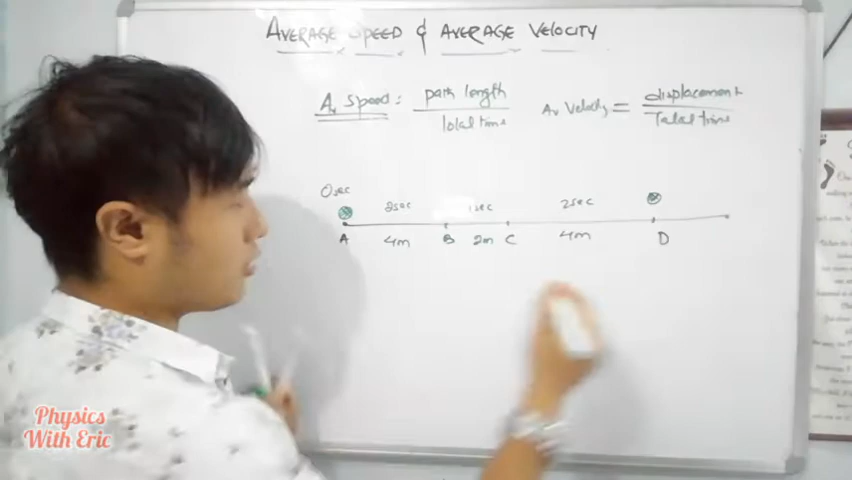 AVERAGE SPEED & AVERAGE VELOCITY
Av Speed: path length
Total time
Av Velocity = displacement
Total time
0sec
2sec 1sec 2sec
A 4m B 2m C 4m D
Physics
With Eric